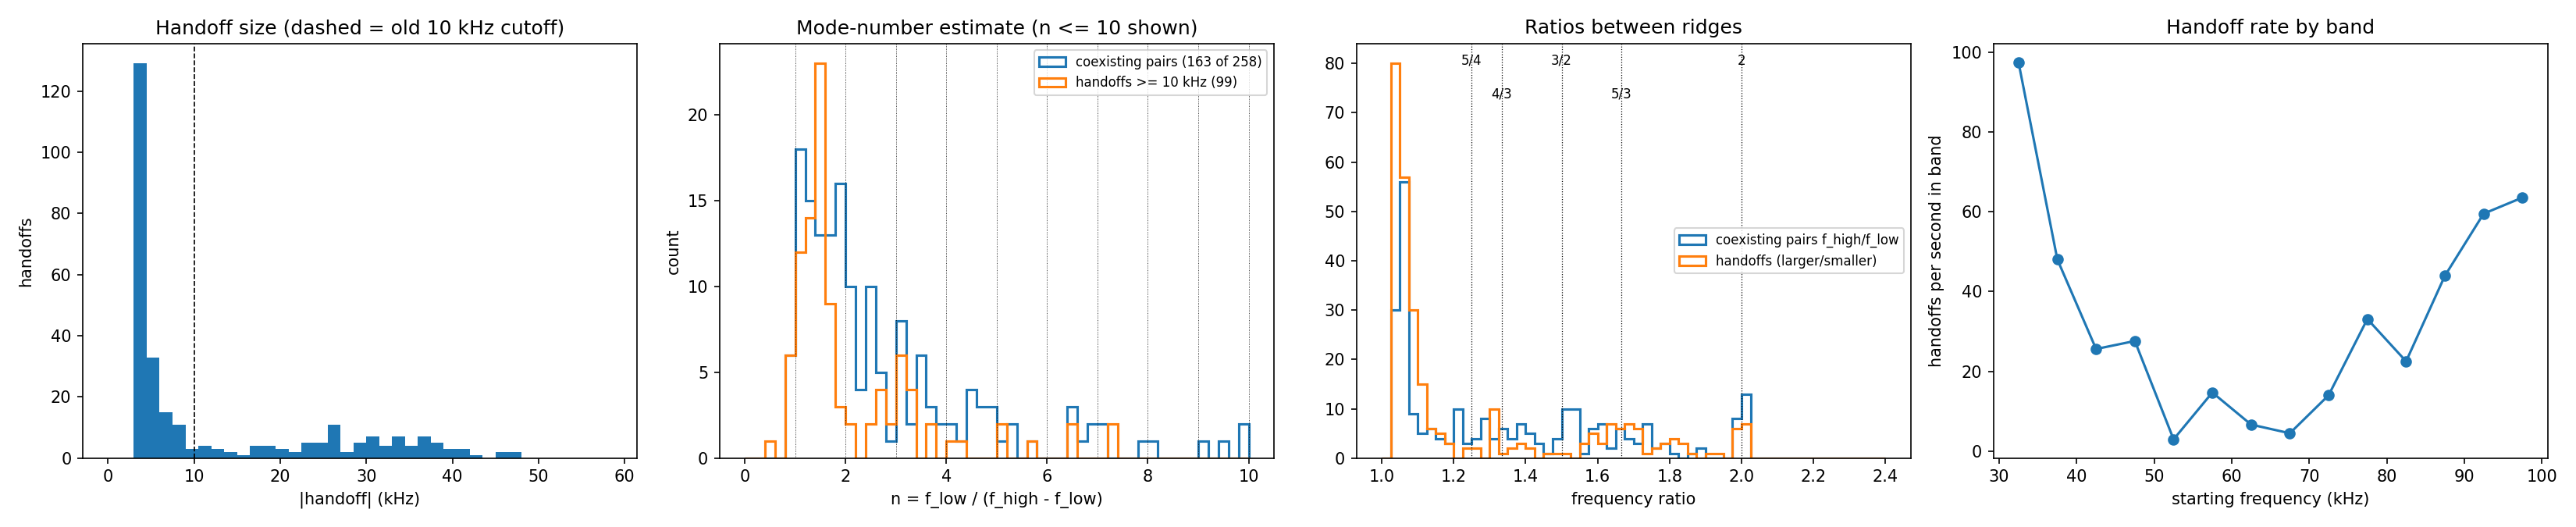 Handoff size (dashed = old 10 kHz cutoff)
120
100
80
60
40
20
0
handoffs
0 10 20 30 40 50 60
|handoff| (kHz)
Mode-number estimate (n <= 10 shown)
coexisting pairs (163 of 258)
handoffs >= 10 kHz (99)
20
15
10
5
0
count
0 2 4 6 8 10
n = f_low / (f_high - f_low)
Ratios between ridges
5/4 3/2 2
4/3 5/3
coexisting pairs f_high/f_low
handoffs (larger/smaller)
80
70
60
50
40
30
20
10
0
1.0 1.2 1.4 1.6 1.8 2.0 2.2 2.4
frequency ratio
Handoff rate by band
100
80
60
40
20
0
handoffs per second in band
30 40 50 60 70 80 90 100
starting frequency (kHz)